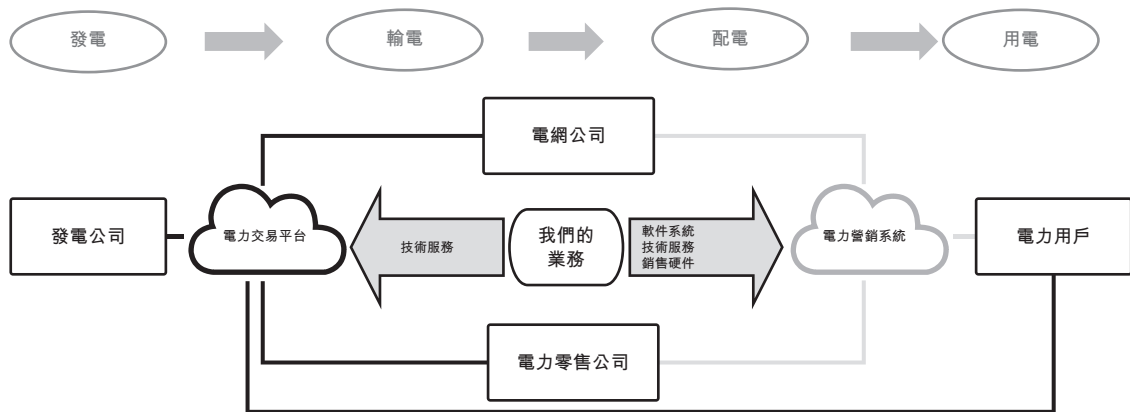 發電
輸電
配電
用電
電網公司
發電公司
電力交易平台
技術服務
我們的
業務
軟件系統
技術服務
銷售硬件
電力營銷系統
電力用戶
電力零售公司